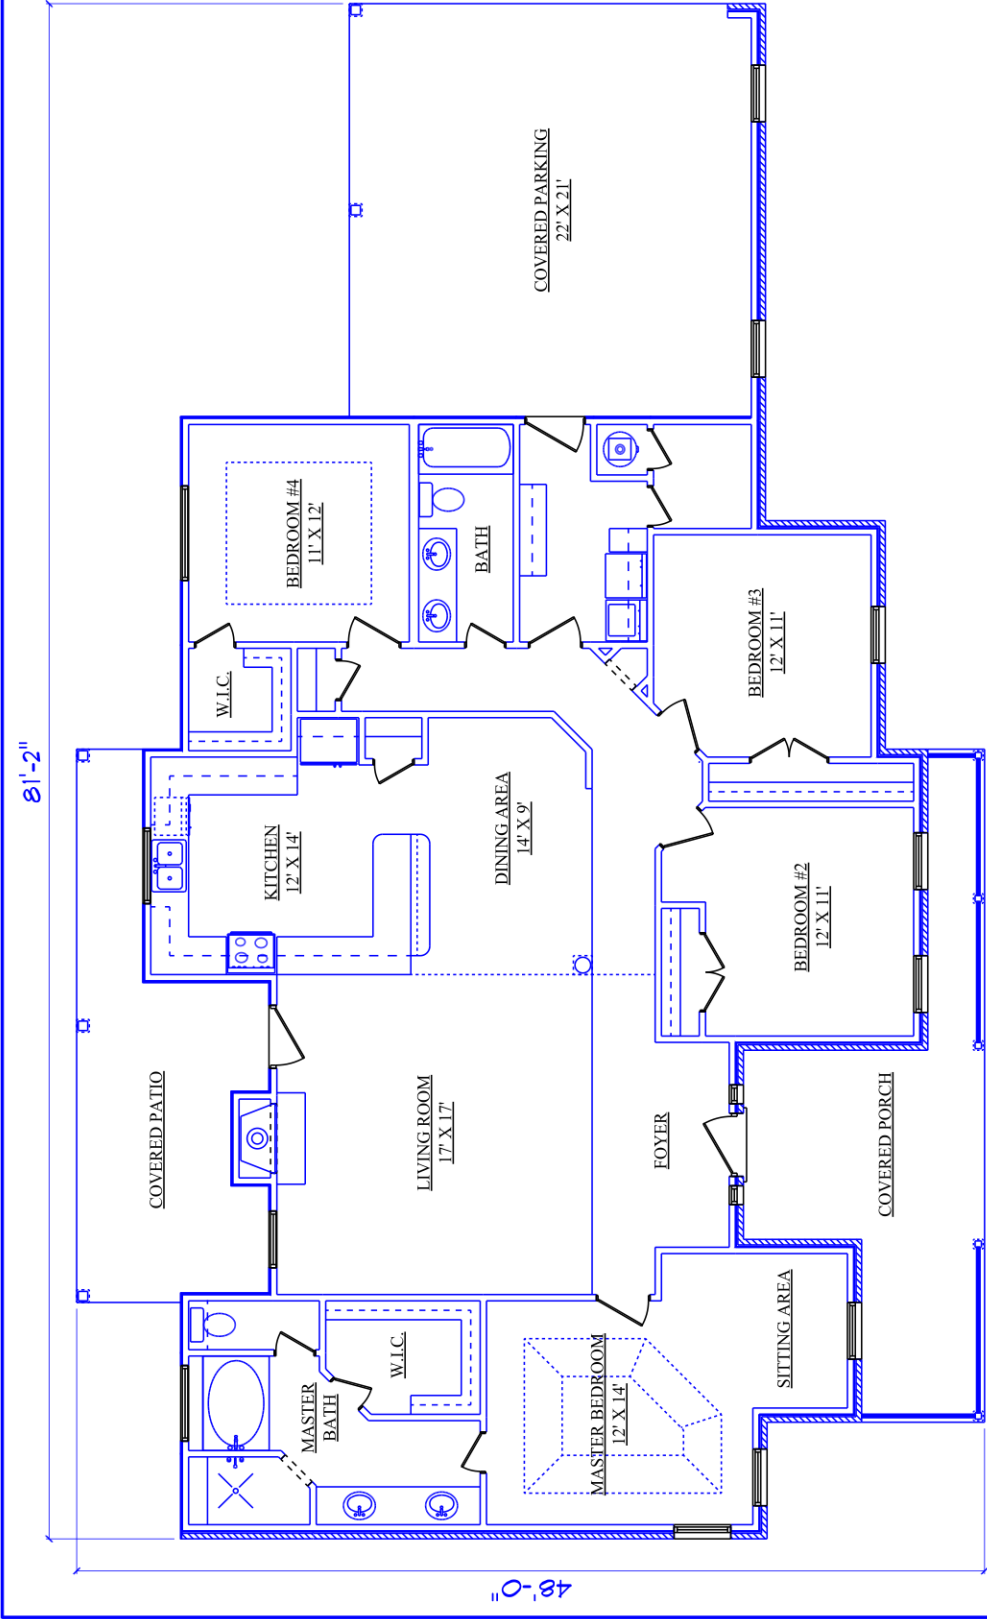 81'-2"
COVERED PARKING
22' X 21'
BEDROOM #4
11' X 12'
BATH
W.I.C.
BEDROOM #3
12' X 11'
KITCHEN
12' X 14'
DINING AREA
14' X 9'
BEDROOM #2
12' X 11'
COVERED PATIO
LIVING ROOM
17' X 17'
FOYER
COVERED PORCH
MASTER
BATH
W.I.C.
MASTER BEDROOM
12' X 14'
SITTING AREA
48'-0"